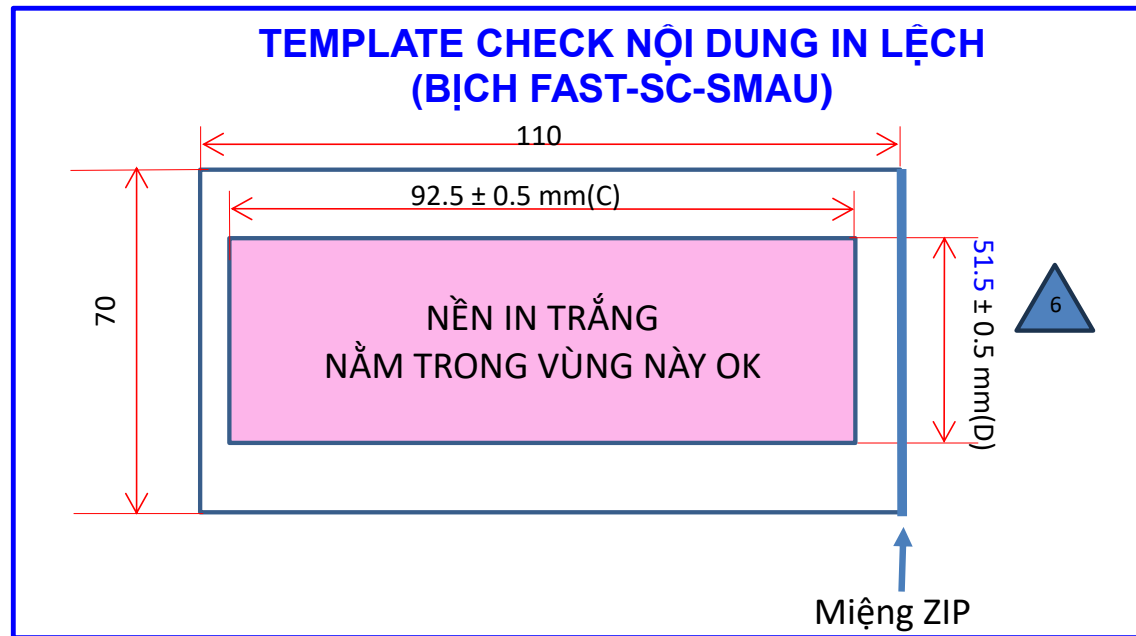 TEMPLATE CHECK NỘI DUNG IN LỆCH
(BỊCH FAST-SC-SMAU)
110
92.5 ± 0.5 mm(C)
70
NỀN IN TRẮNG
NẰM TRONG VÙNG NÀY OK
51.5 ± 0.5 mm(D)
6
Miệng ZIP